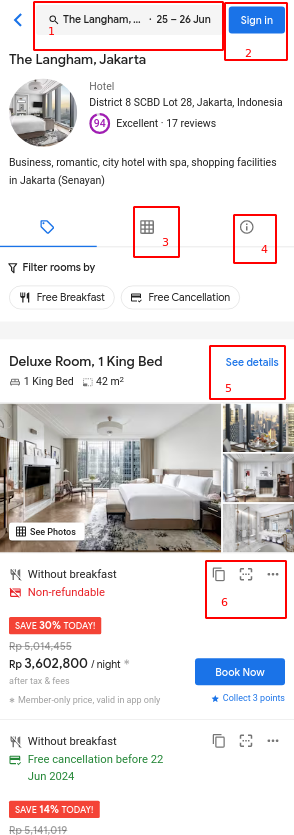 The Langham, ... · 25 – 26 Jun
1
Sign in
2
The Langham, Jakarta
Hotel
District 8 SCBD Lot 28, Jakarta, Indonesia
94 Excellent · 17 reviews
Business, romantic, city hotel with spa, shopping facilities
in Jakarta (Senayan)
3
4
Filter rooms by
Free Breakfast
Free Cancellation
Deluxe Room, 1 King Bed
See details
1 King Bed 42 m²
5
See Photos
Without breakfast
Non-refundable
6
SAVE 30% TODAY!
Rp 5,014,455
Rp 3,602,800 / night *
after tax & fees
Book Now
* Member-only price, valid in app only
Collect 3 points
Without breakfast
Free cancellation before 22
Jun 2024
SAVE 14% TODAY!
Rp 5,141,019